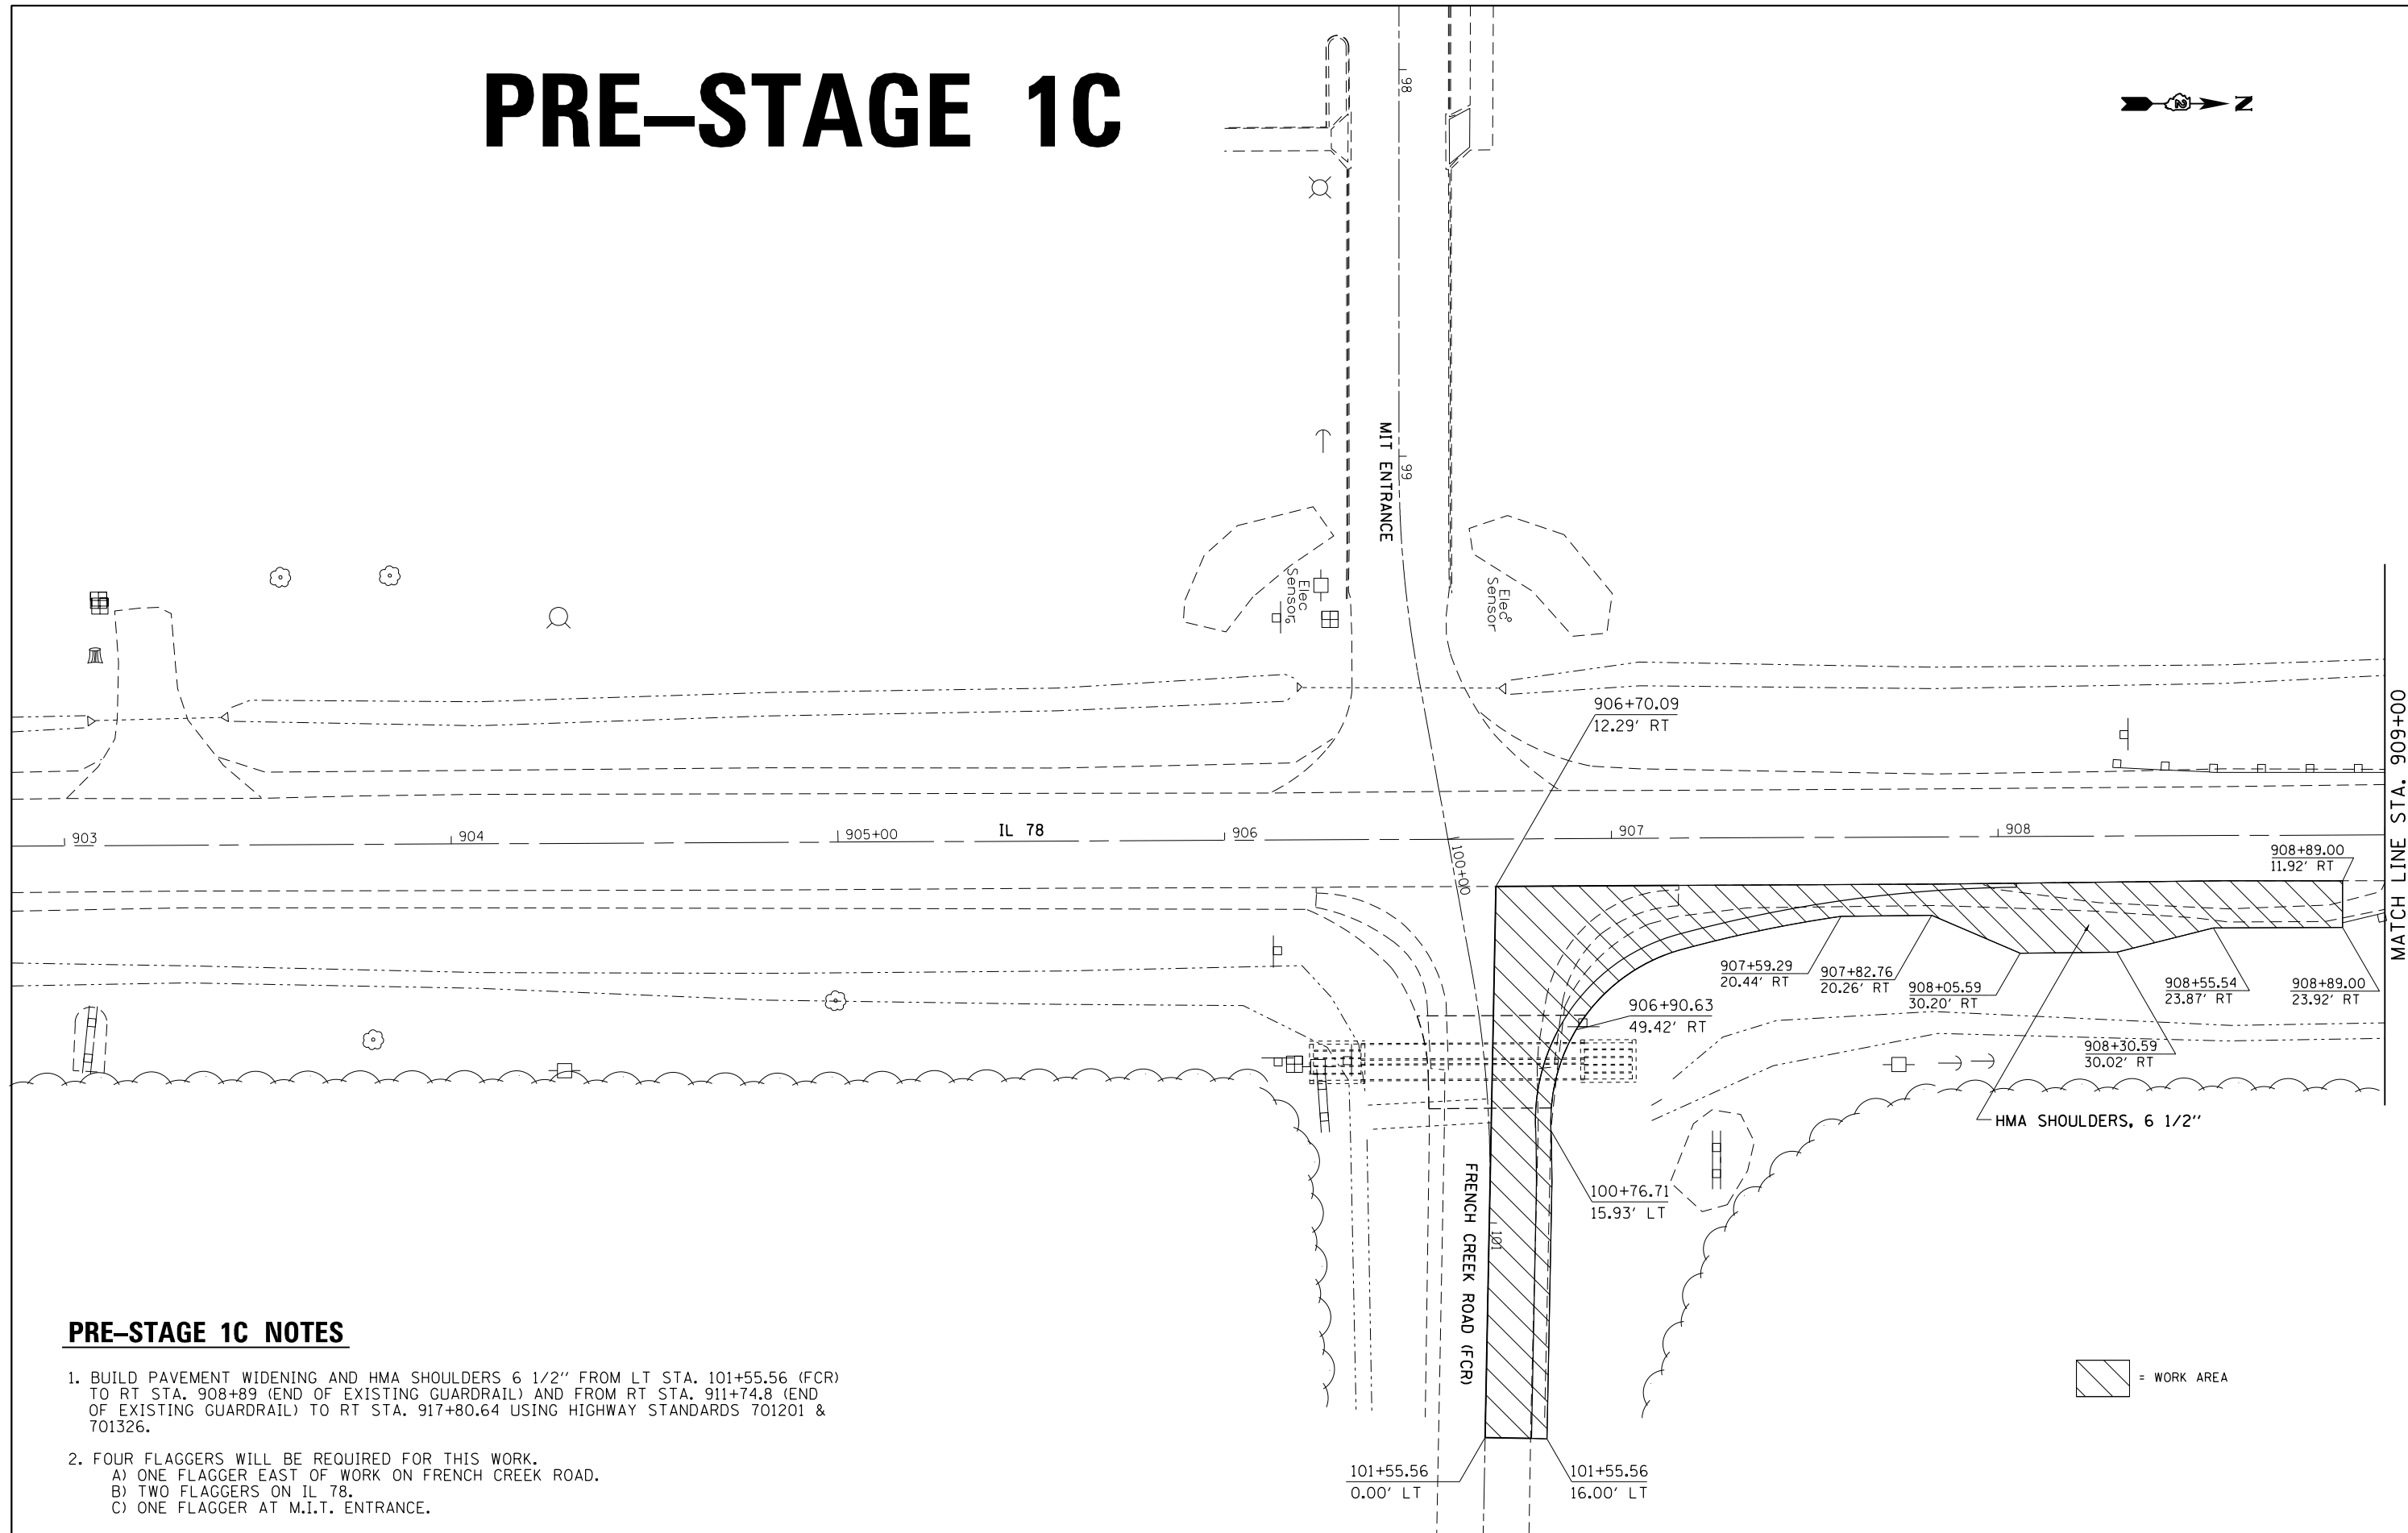 PRE-STAGE 1C
N
98
MIT ENTRANCE
99
Elec
Sensor
Elec
Sensor
906+70.09
12.29' RT
MATCH LINE STA. 909+00
903
904
905+00
IL 78
906
907
908
100+00
908+89.00
11.92' RT
907+59.29
20.44' RT
907+82.76
20.26' RT
908+05.59
30.20' RT
908+55.54
23.87' RT
908+89.00
23.92' RT
906+90.63
49.42' RT
908+30.59
30.02' RT
HMA SHOULDERS, 6 1/2"
100+76.71
15.93' LT
FRENCH CREEK ROAD (FCR)
101
101+55.56
0.00' LT
101+55.56
16.00' LT
= WORK AREA
PRE-STAGE 1C NOTES
1. BUILD PAVEMENT WIDENING AND HMA SHOULDERS 6 1/2" FROM LT STA. 101+55.56 (FCR)
TO RT STA. 908+89 (END OF EXISTING GUARDRAIL) AND FROM RT STA. 911+74.8 (END
OF EXISTING GUARDRAIL) TO RT STA. 917+80.64 USING HIGHWAY STANDARDS 701201 &
701326.
2. FOUR FLAGGERS WILL BE REQUIRED FOR THIS WORK.
A) ONE FLAGGER EAST OF WORK ON FRENCH CREEK ROAD.
B) TWO FLAGGERS ON IL 78.
C) ONE FLAGGER AT M.I.T. ENTRANCE.